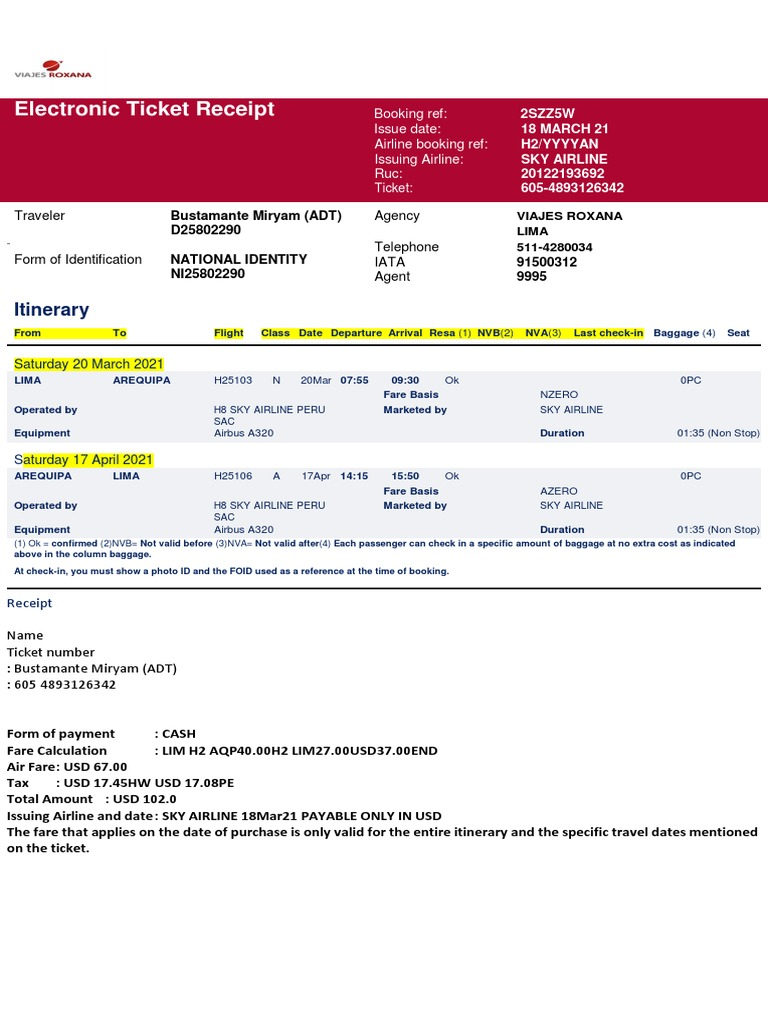 VIAJES ROXANA
Electronic Ticket Receipt
Booking ref: 2SZZ5W
Issue date: 18 MARCH 21
Airline booking ref: H2/YYYYAN
Issuing Airline: SKY AIRLINE
Ruc: 20122193692
Ticket: 605-4893126342
Traveler Bustamante Miryam (ADT) Agency VIAJES ROXANA
D25802290 LIMA
Telephone 511-4280034
Form of Identification NATIONAL IDENTITY IATA 91500312
NI25802290 Agent 9995
Itinerary
From To Flight Class Date Departure Arrival Resa (1) NVB(2) NVA(3) Last check-in Baggage (4) Seat
Saturday 20 March 2021
LIMA AREQUIPA H25103 N 20Mar 07:55 09:30 Ok 0PC
Fare Basis NZERO
Operated by H8 SKY AIRLINE PERU Marketed by SKY AIRLINE
SAC
Equipment Airbus A320 Duration 01:35 (Non Stop)
Saturday 17 April 2021
AREQUIPA LIMA H25106 A 17Apr 14:15 15:50 Ok 0PC
Fare Basis AZERO
Operated by H8 SKY AIRLINE PERU Marketed by SKY AIRLINE
SAC
Equipment Airbus A320 Duration 01:35 (Non Stop)
(1) Ok = confirmed (2)NVB= Not valid before (3)NVA= Not valid after(4) Each passenger can check in a specific amount of baggage at no extra cost as indicated
above in the column baggage.
At check-in, you must show a photo ID and the FOID used as a reference at the time of booking.
Receipt
Name
Ticket number
: Bustamante Miryam (ADT)
: 605 4893126342
Form of payment : CASH
Fare Calculation : LIM H2 AQP40.00H2 LIM27.00USD37.00END
Air Fare : USD 67.00
Tax : USD 17.45HW USD 17.08PE
Total Amount : USD 102.0
Issuing Airline and date : SKY AIRLINE 18Mar21 PAYABLE ONLY IN USD
The fare that applies on the date of purchase is only valid for the entire itinerary and the specific travel dates mentioned
on the ticket.